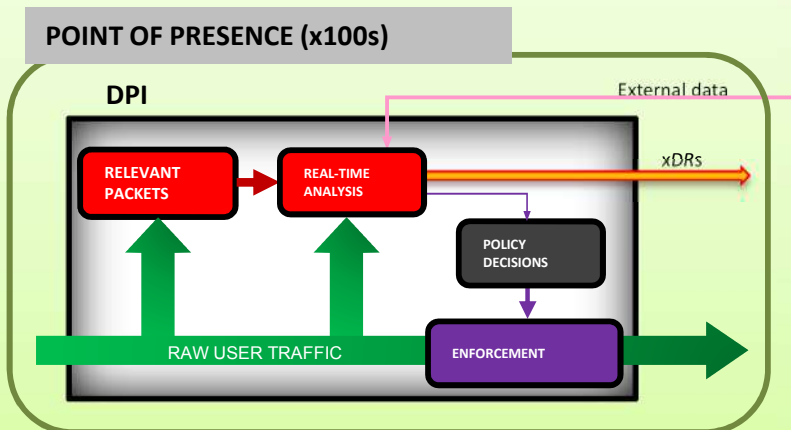 POINT OF PRESENCE (x100s)
DPI
External data
xDRs
RELEVANT
PACKETS
REAL-TIME
ANALYSIS
POLICY
DECISIONS
RAW USER TRAFFIC
ENFORCEMENT